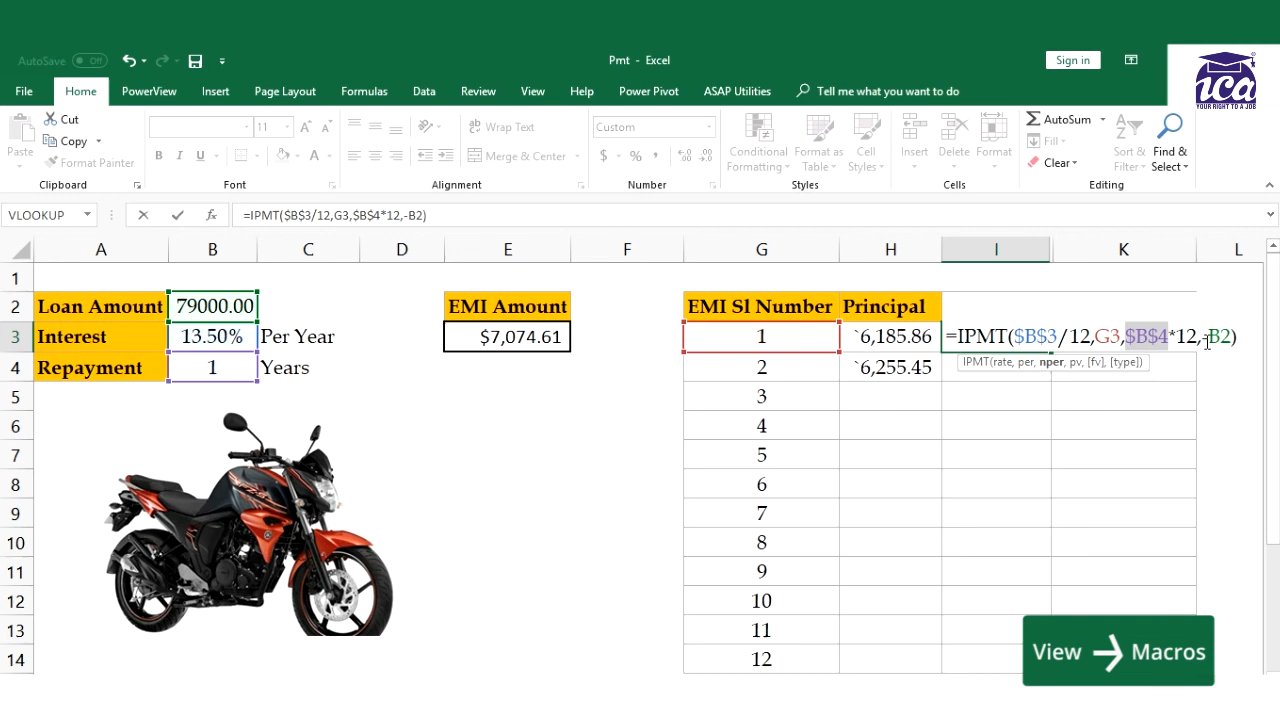 AutoSave Off
Pmt - Excel
Sign in
ica
YOUR RIGHT TO A JOB
File Home PowerView Insert Page Layout Formulas Data Review View Help Power Pivot ASAP Utilities Tell me what you want to do
Paste
Cut
Copy
Format Painter
Clipboard
11 A A
B I U A
Font
Wrap Text
Merge & Center
Alignment
Custom
$ % ,
Number
Conditional Formatting
Format as Table
Cell Styles
Styles
Insert
Delete
Format
Cells
AutoSum
Fill
Clear
Sort & Filter
Find & Select
Editing
VLOOKUP fx =IPMT($B$3/12,G3,$B$4*12,-B2)
A B C D E F G H I K L
1
2 Loan Amount 79000.00 EMI Amount EMI Sl Number Principal
3 Interest 13.50% Per Year $7,074.61 1 `6,185.86 =IPMT($B$3/12,G3,$B$4*12,-B2)
IPMT(rate, per, nper, pv, [fv], [type])
4 Repayment 1 Years 2 `6,255.45
5 3
6 4
7 5
8 6
9 7
10 8
11 9
12 10
13 11
14 12
View → Macros